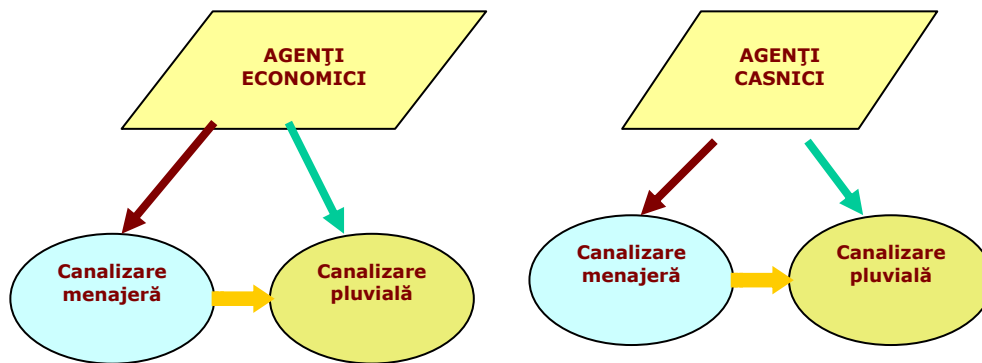 AGENŢI
ECONOMICI
AGENŢI
CASNICI
Canalizare
menajeră
Canalizare
pluvială
Canalizare
menajeră
Canalizare
pluvială